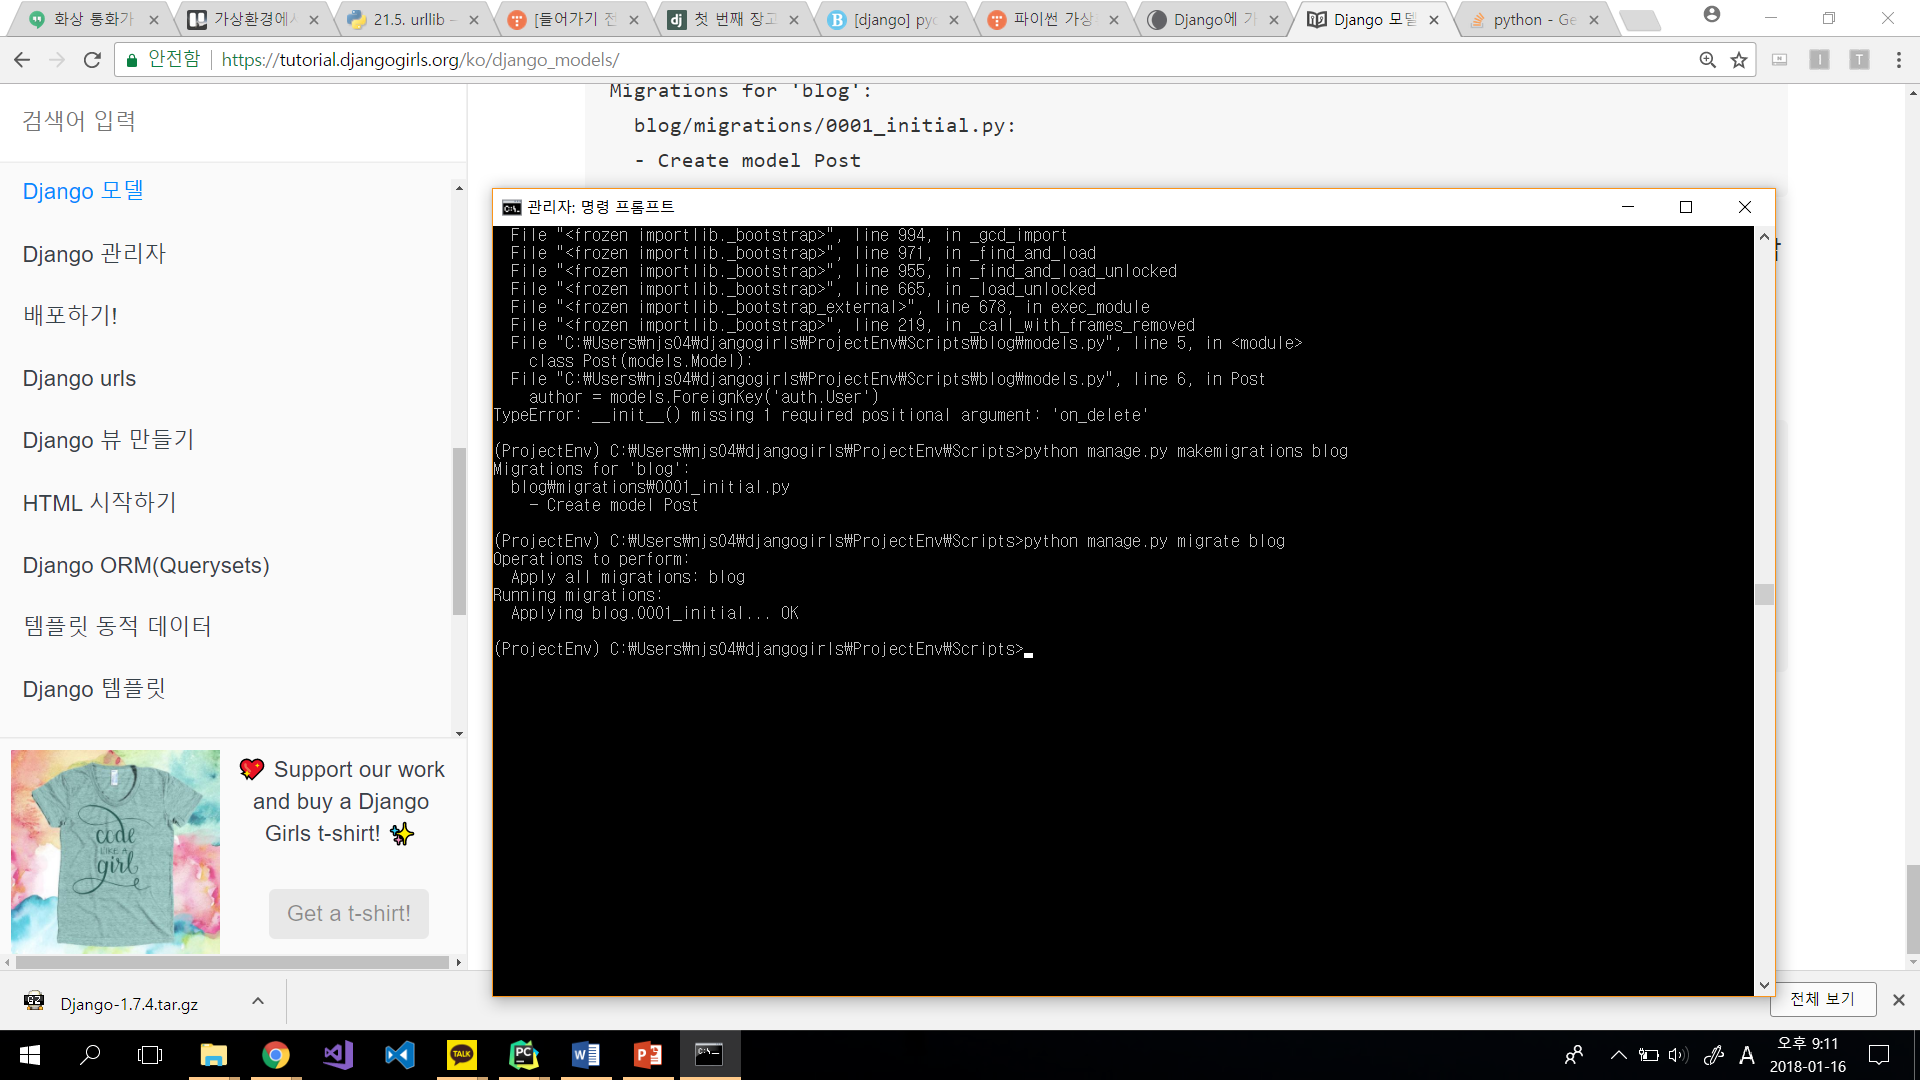 화상 통화가
가상환경에서
21.5. urllib —
[들어가기 전
첫 번째 장고
[django] pyc
파이썬 가상
Django에 가
Django 모델
python - Ge
안전함
https://tutorial.djangogirls.org/ko/django_models/
검색어 입력
Django 모델
Django 관리자
배포하기!
Django urls
Django 뷰 만들기
HTML 시작하기
Django ORM(Querysets)
템플릿 동적 데이터
Django 템플릿
code
LIKE A
girl
💖 Support our work
and buy a Django
Girls t-shirt! ✨
Get a t-shirt!
Migrations for 'blog':
blog/migrations/0001_initial.py:
- Create model Post
관리자: 명령 프롬프트
File "<frozen importlib._bootstrap>", line 994, in _gcd_import
File "<frozen importlib._bootstrap>", line 971, in _find_and_load
File "<frozen importlib._bootstrap>", line 955, in _find_and_load_unlocked
File "<frozen importlib._bootstrap>", line 665, in _load_unlocked
File "<frozen importlib._bootstrap_external>", line 678, in exec_module
File "<frozen importlib._bootstrap>", line 219, in _call_with_frames_removed
File "C:₩Users₩njs04₩djangogirls₩ProjectEnv₩Scripts₩blog₩models.py", line 5, in <module>
class Post(models.Model):
File "C:₩Users₩njs04₩djangogirls₩ProjectEnv₩Scripts₩blog₩models.py", line 6, in Post
author = models.ForeignKey('auth.User')
TypeError: __init__() missing 1 required positional argument: 'on_delete'
(ProjectEnv) C:₩Users₩njs04₩djangogirls₩ProjectEnv₩Scripts>python manage.py makemigrations blog
Migrations for 'blog':
blog₩migrations₩0001_initial.py
- Create model Post
(ProjectEnv) C:₩Users₩njs04₩djangogirls₩ProjectEnv₩Scripts>python manage.py migrate blog
Operations to perform:
Apply all migrations: blog
Running migrations:
Applying blog.0001_initial... OK
(ProjectEnv) C:₩Users₩njs04₩djangogirls₩ProjectEnv₩Scripts>
Django-1.7.4.tar.gz
전체 보기
TALK
PC
A
오후 9:11
2018-01-16